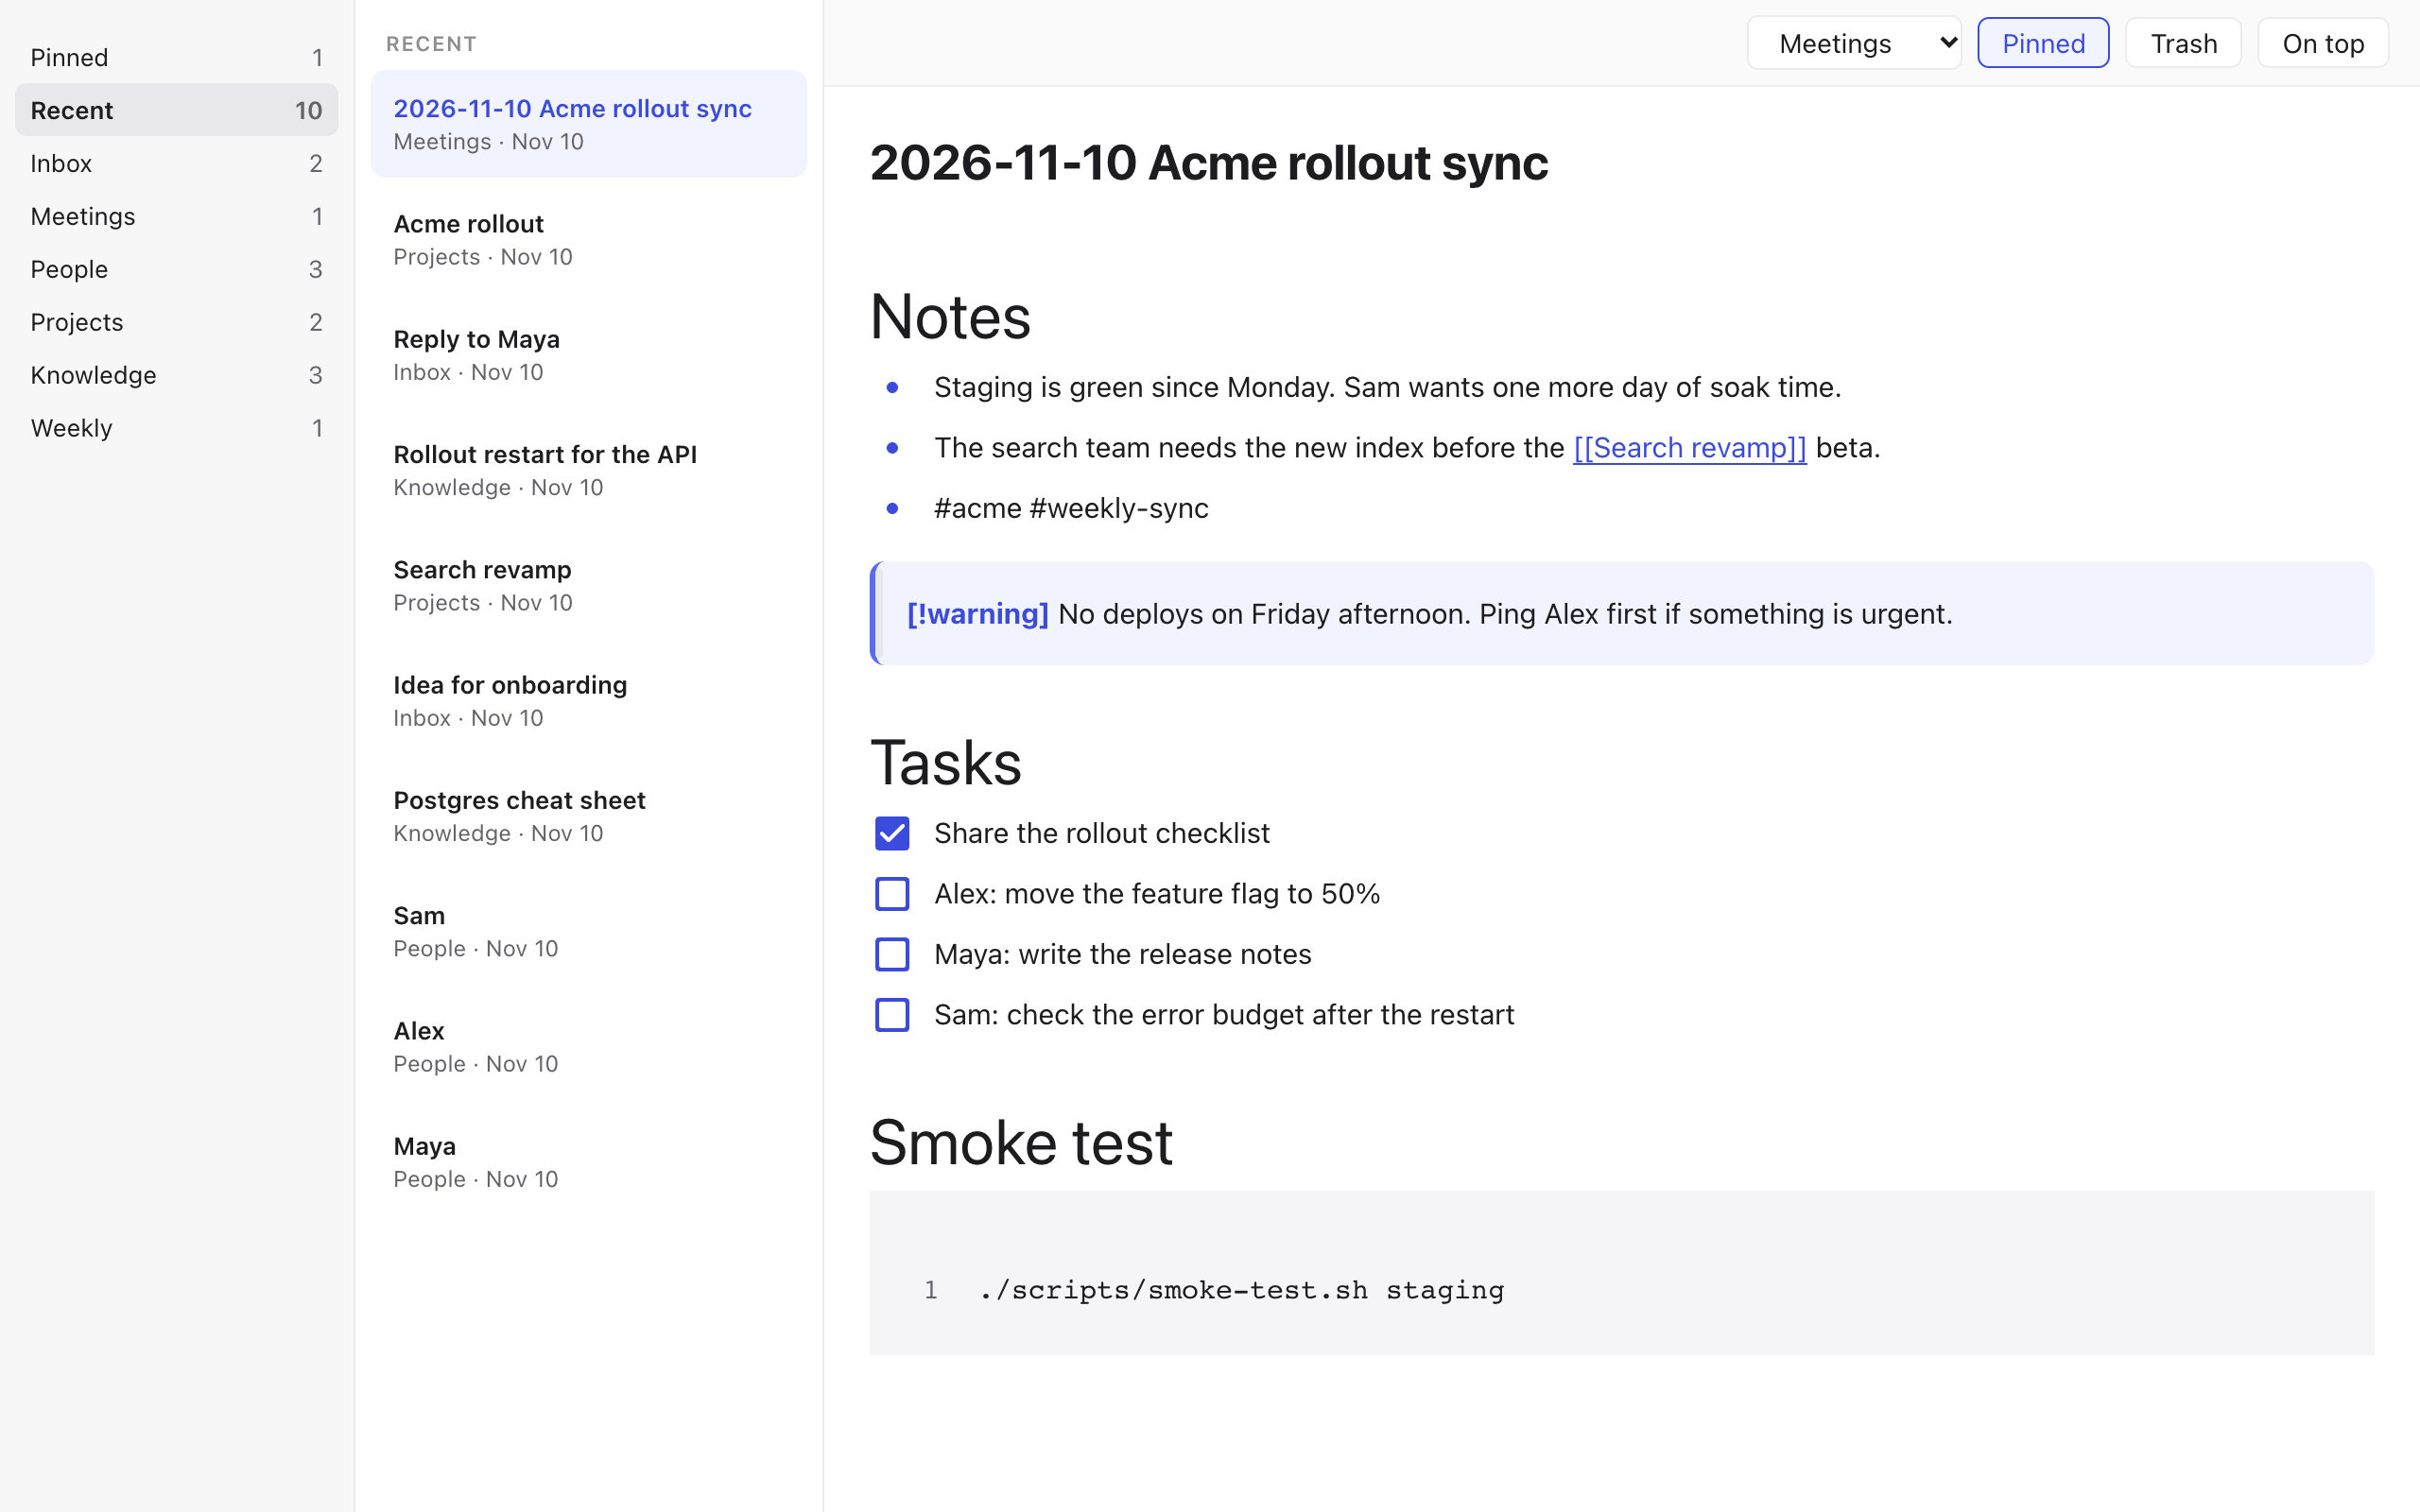 Pinned 1
Recent 10
Inbox 2
Meetings 1
People 3
Projects 2
Knowledge 3
Weekly 1
RECENT
2026-11-10 Acme rollout sync
Meetings · Nov 10
Acme rollout
Projects · Nov 10
Reply to Maya
Inbox · Nov 10
Rollout restart for the API
Knowledge · Nov 10
Search revamp
Projects · Nov 10
Idea for onboarding
Inbox · Nov 10
Postgres cheat sheet
Knowledge · Nov 10
Sam
People · Nov 10
Alex
People · Nov 10
Maya
People · Nov 10
Meetings Pinned Trash On top
2026-11-10 Acme rollout sync
Notes
Staging is green since Monday. Sam wants one more day of soak time.
The search team needs the new index before the [[Search revamp]] beta.
#acme #weekly-sync
[!warning] No deploys on Friday afternoon. Ping Alex first if something is urgent.
Tasks
Share the rollout checklist
Alex: move the feature flag to 50%
Maya: write the release notes
Sam: check the error budget after the restart
Smoke test
1 ./scripts/smoke-test.sh staging